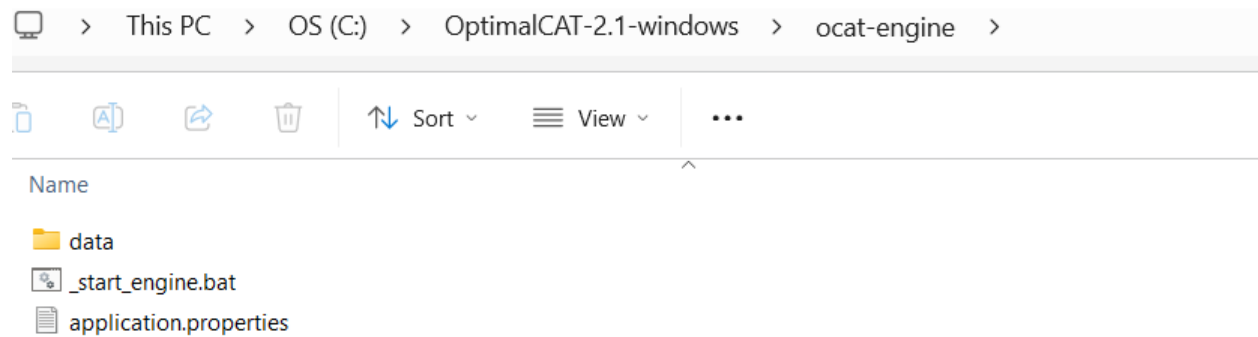 This PC > OS (C:) > OptimalCAT-2.1-windows > ocat-engine >
Sort View ...
Name
data
_start_engine.bat
application.properties